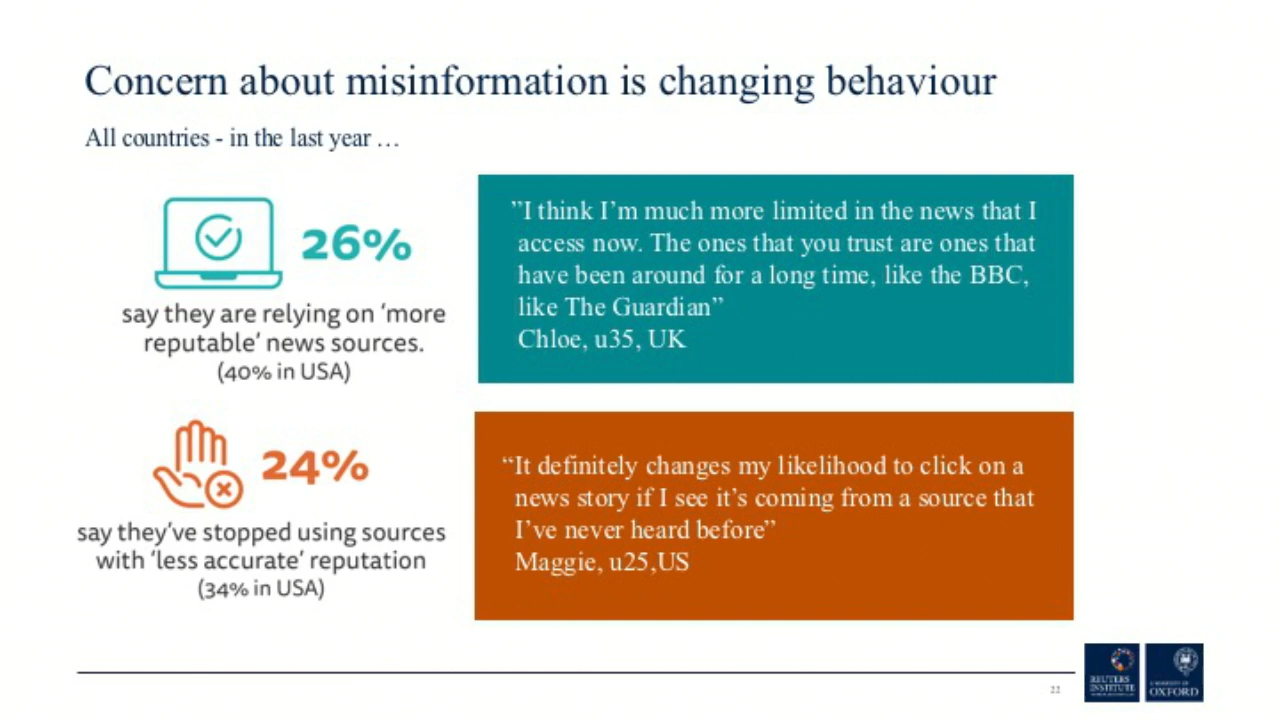 Concern about misinformation is changing behaviour
All countries - in the last year …
26%
say they are relying on ‘more
reputable’ news sources.
(40% in USA)
”I think I’m much more limited in the news that I
access now. The ones that you trust are ones that
have been around for a long time, like the BBC,
like The Guardian”
Chloe, u35, UK
24%
say they’ve stopped using sources
with ‘less accurate’ reputation
(34% in USA)
“It definitely changes my likelihood to click on a
news story if I see it’s coming from a source that
I’ve never heard before”
Maggie, u25,US
22
REUTERS
INSTITUTE
UNIVERSITY OF
OXFORD